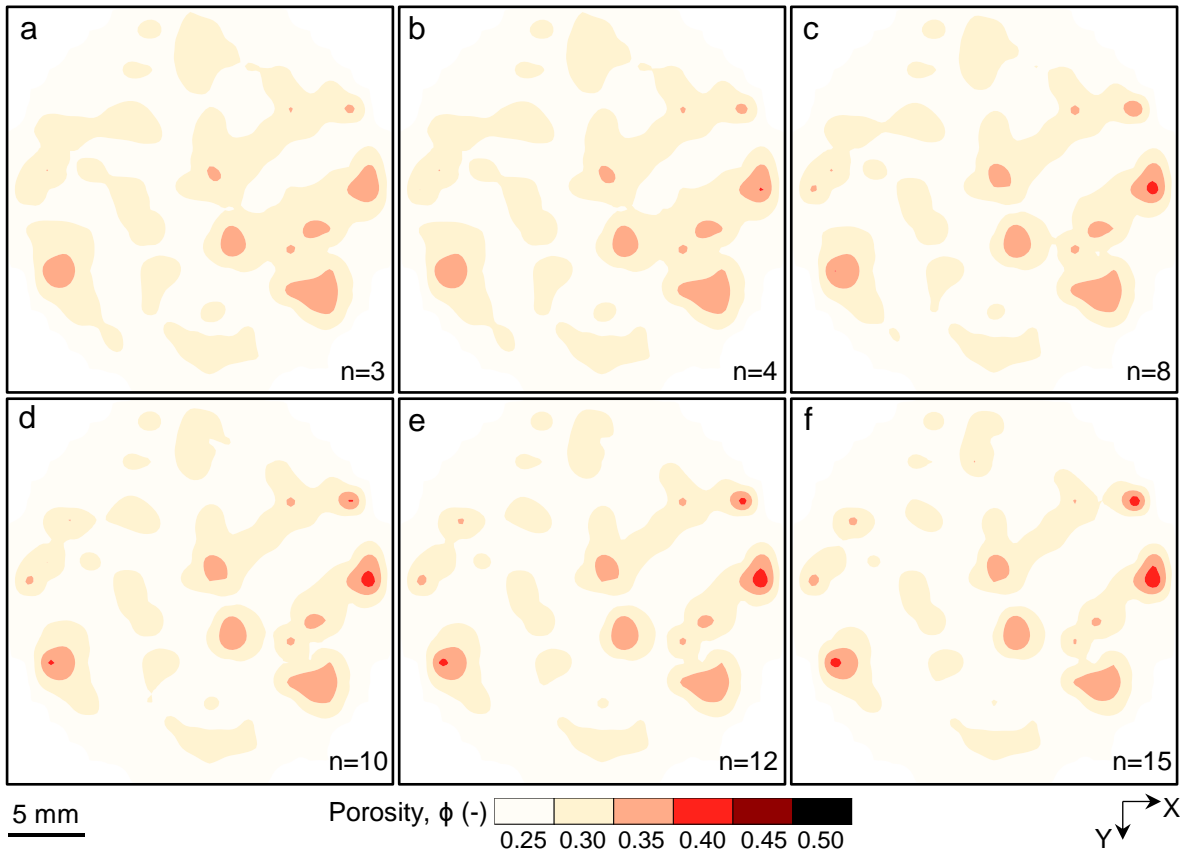 a
b
c
n=3
n=4
n=8
d
e
f
n=10
n=12
n=15
5 mm
Porosity, ϕ (-)
0.25 0.30 0.35 0.40 0.45 0.50
X
Y